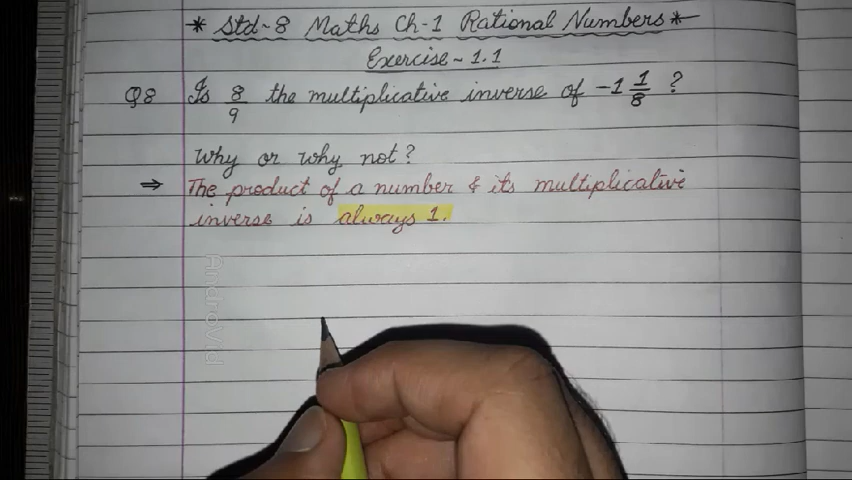 * Std-8 Maths Ch-1 Rational Numbers *
Exercise-1.1
Q8 Is 8/9 the multiplicative inverse of -1 1/8 ?
Why or why not?
⇒ The product of a number & its multiplicative
inverse is always 1.
AndroVid